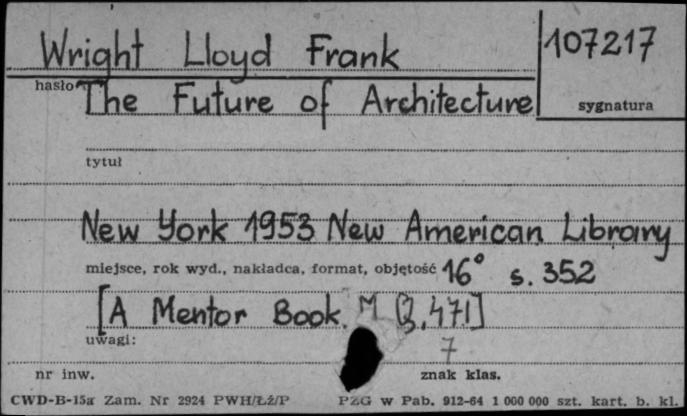 Wright Lloyd Frank
107217
hasło
The Future of Architecture
sygnatura
tytuł
New York 1953 New American Library
miejsce, rok wyd., nakładca, format, objętość 16° s. 352
[A Mentor Book. M Q, 471]
uwagi:
7
nr inw.
znak klas.
CWD-B-15a Zam. Nr 2924 PWH/Łź/P PZG w Pab. 912-64 1 000 000 szt. kart. b. kl.